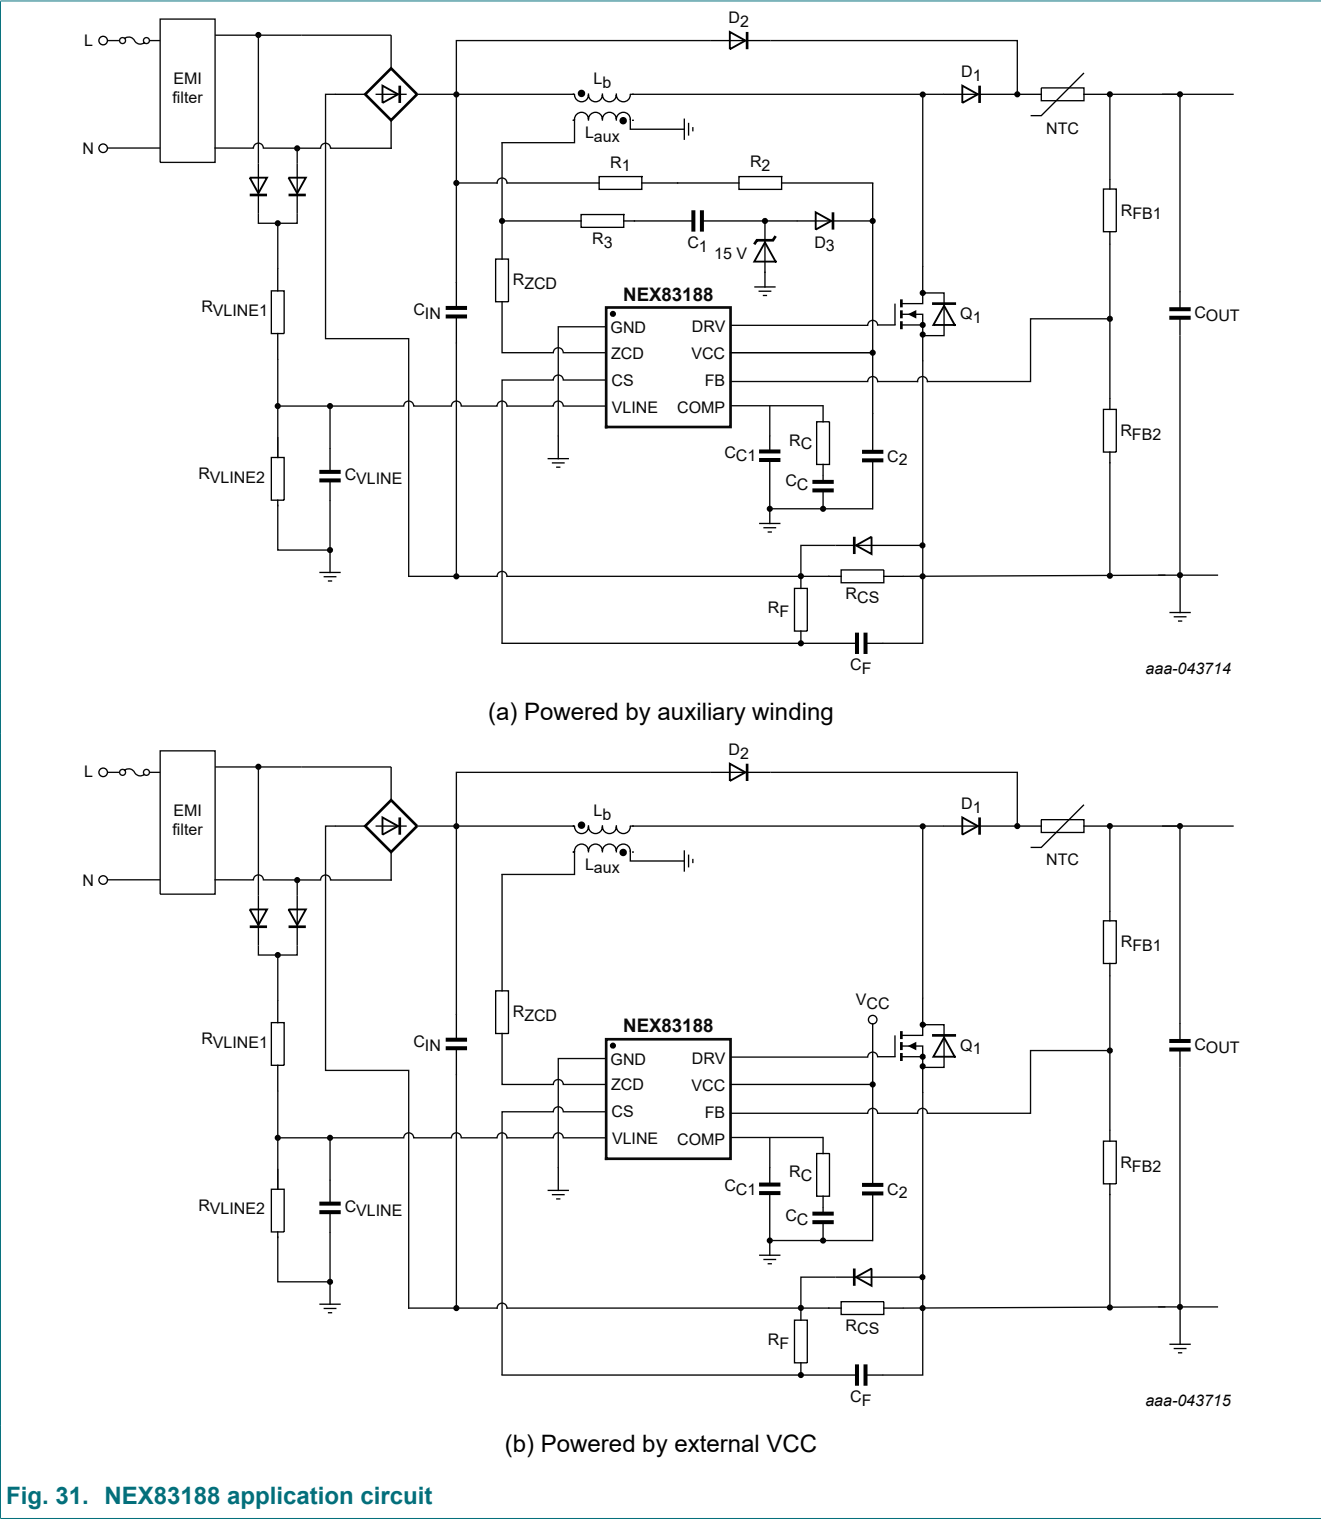 D2
L
EMI
filter
N
Lb
Laux
D1
NTC
R1
R2
R3
C1
15 V
D3
RFB1
RZCD
NEX83188
RVLINE1
CIN
GND
ZCD
CS
VLINE
DRV
VCC
FB
COMP
Q1
COUT
RVLINE2
CVLINE
CC1
RC
CC
C2
RFB2
RCS
RF
CF
aaa-043714
(a) Powered by auxiliary winding
D2
L
EMI
filter
N
Lb
Laux
D1
NTC
RFB1
RZCD
VCC
NEX83188
RVLINE1
CIN
GND
ZCD
CS
VLINE
DRV
VCC
FB
COMP
Q1
COUT
RVLINE2
CVLINE
CC1
RC
CC
C2
RFB2
RCS
RF
CF
aaa-043715
(b) Powered by external VCC
Fig. 31. NEX83188 application circuit